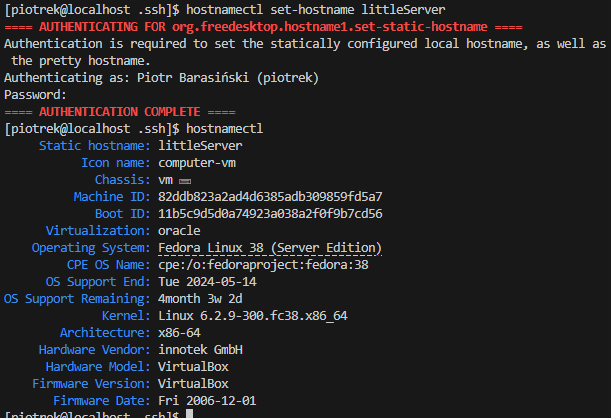 [piotrek@localhost .ssh]$ hostnamectl set-hostname littleServer
==== AUTHENTICATING FOR org.freedesktop.hostname1.set-static-hostname ====
Authentication is required to set the statically configured local hostname, as well as
 the pretty hostname.
Authenticating as: Piotr Barasiński (piotrek)
Password:
==== AUTHENTICATION COMPLETE ====
[piotrek@localhost .ssh]$ hostnamectl
Static hostname: littleServer
Icon name: computer-vm
Chassis: vm
Machine ID: 82ddb823a2ad4d6385adb309859fd5a7
Boot ID: 11b5c9d5d0a74923a038a2f0f9b7cd56
Virtualization: oracle
Operating System: Fedora Linux 38 (Server Edition)
CPE OS Name: cpe:/o:fedoraproject:fedora:38
OS Support End: Tue 2024-05-14
OS Support Remaining: 4month 3w 2d
Kernel: Linux 6.2.9-300.fc38.x86_64
Architecture: x86-64
Hardware Vendor: innotek GmbH
Hardware Model: VirtualBox
Firmware Version: VirtualBox
Firmware Date: Fri 2006-12-01
[piotrek@localhost .ssh]$